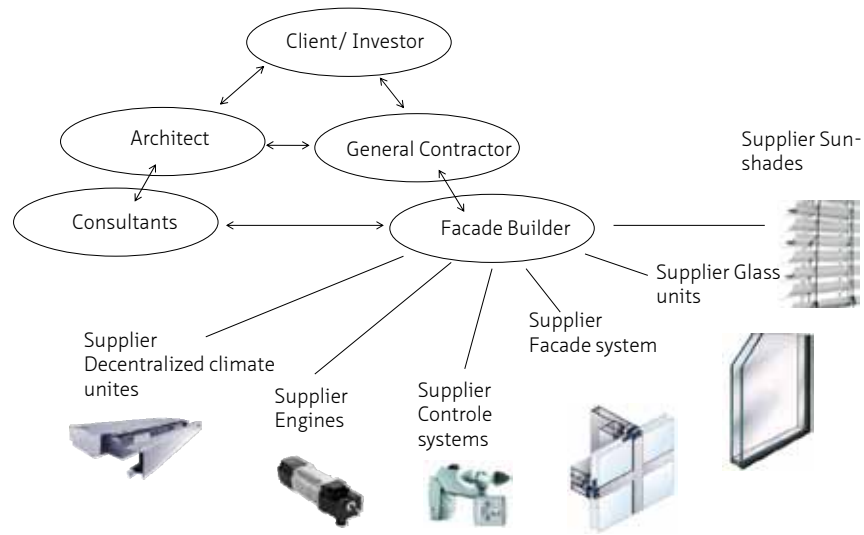 Client/ Investor
Architect
General Contractor
Supplier Sun-
shades
Consultants
Facade Builder
Supplier Glass
units
Supplier
Facade system
Supplier
Decentralized climate
unites
Supplier
Engines
Supplier
Controle
systems